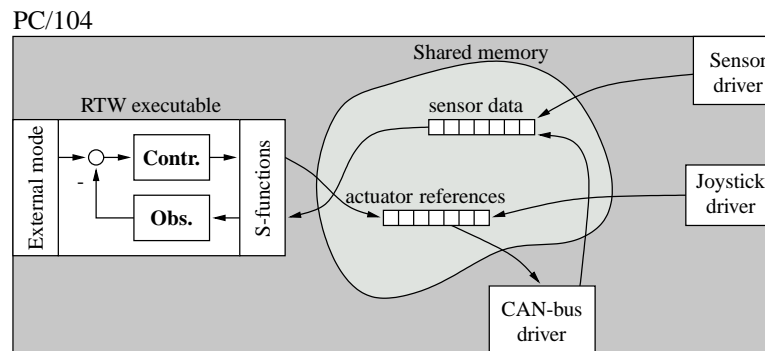 PC/104
Shared memory
Sensor
driver
RTW executable
sensor data
External mode
Contr.
-
Obs.
S-functions
actuator references
Joystick
driver
CAN-bus
driver